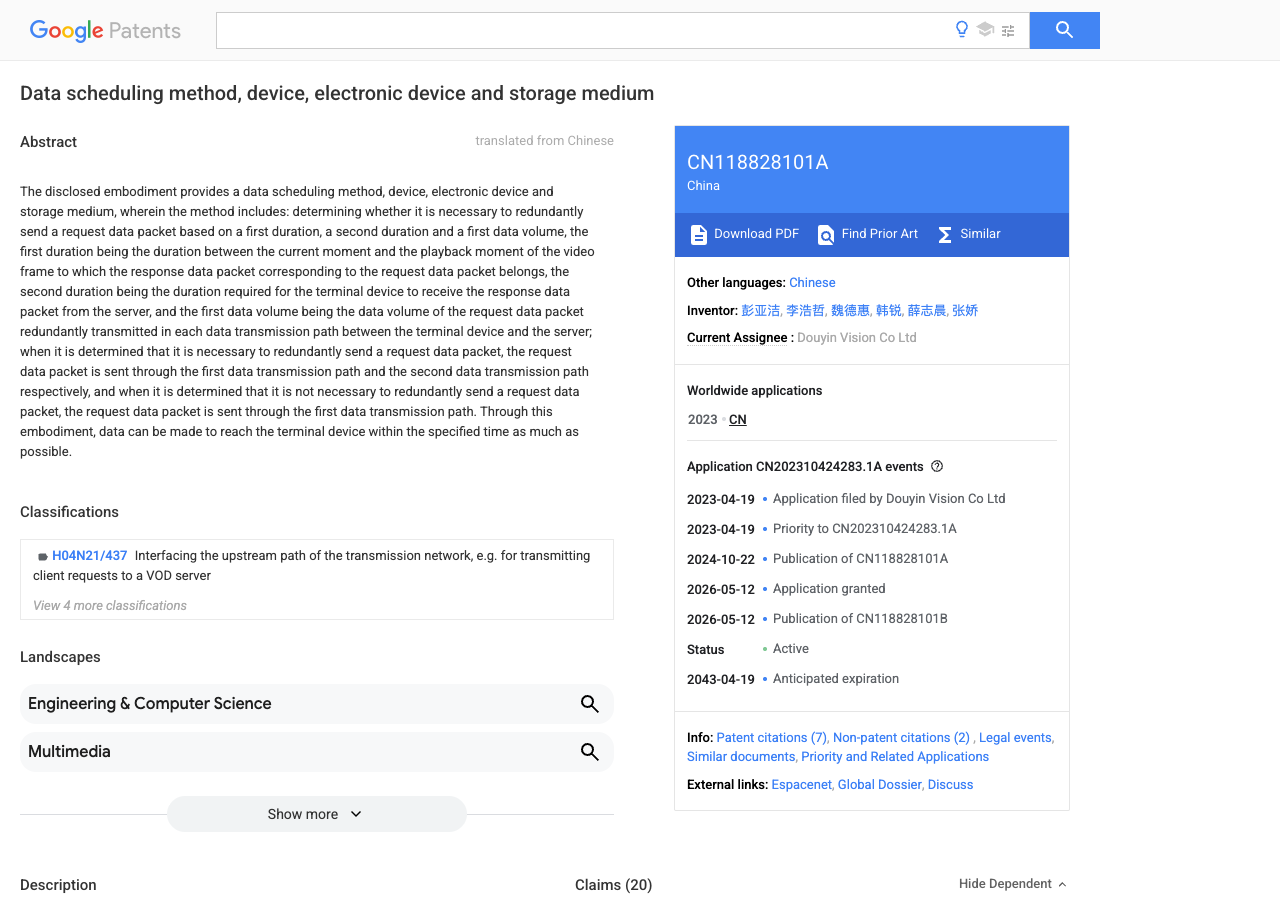 Google Patents
Data scheduling method, device, electronic device and storage medium
Abstract
translated from Chinese
The disclosed embodiment provides a data scheduling method, device, electronic device and
storage medium, wherein the method includes: determining whether it is necessary to redundantly
send a request data packet based on a first duration, a second duration and a first data volume, the
first duration being the duration between the current moment and the playback moment of the video
frame to which the response data packet corresponding to the request data packet belongs, the
second duration being the duration required for the terminal device to receive the response data
packet from the server, and the first data volume being the data volume of the request data packet
redundantly transmitted in each data transmission path between the terminal device and the server;
when it is determined that it is necessary to redundantly send a request data packet, the request
data packet is sent through the first data transmission path and the second data transmission path
respectively, and when it is determined that it is not necessary to redundantly send a request data
packet, the request data packet is sent through the first data transmission path. Through this
embodiment, data can be made to reach the terminal device within the specified time as much as
possible.
Classifications
H04N21/437 Interfacing the upstream path of the transmission network, e.g. for transmitting
client requests to a VOD server
View 4 more classifications
Landscapes
Engineering & Computer Science
Multimedia
Show more
CN118828101A
China
Download PDF Find Prior Art Similar
Other languages: Chinese
Inventor: 彭亚洁, 李浩哲, 魏德惠, 韩锐, 薛志晨, 张娇
Current Assignee : Douyin Vision Co Ltd
Worldwide applications
2023 CN
Application CN202310424283.1A events
2023-04-19 Application filed by Douyin Vision Co Ltd
2023-04-19 Priority to CN202310424283.1A
2024-10-22 Publication of CN118828101A
2026-05-12 Application granted
2026-05-12 Publication of CN118828101B
Status Active
2043-04-19 Anticipated expiration
Info: Patent citations (7), Non-patent citations (2) , Legal events,
Similar documents, Priority and Related Applications
External links: Espacenet, Global Dossier, Discuss
Description
Claims (20)
Hide Dependent